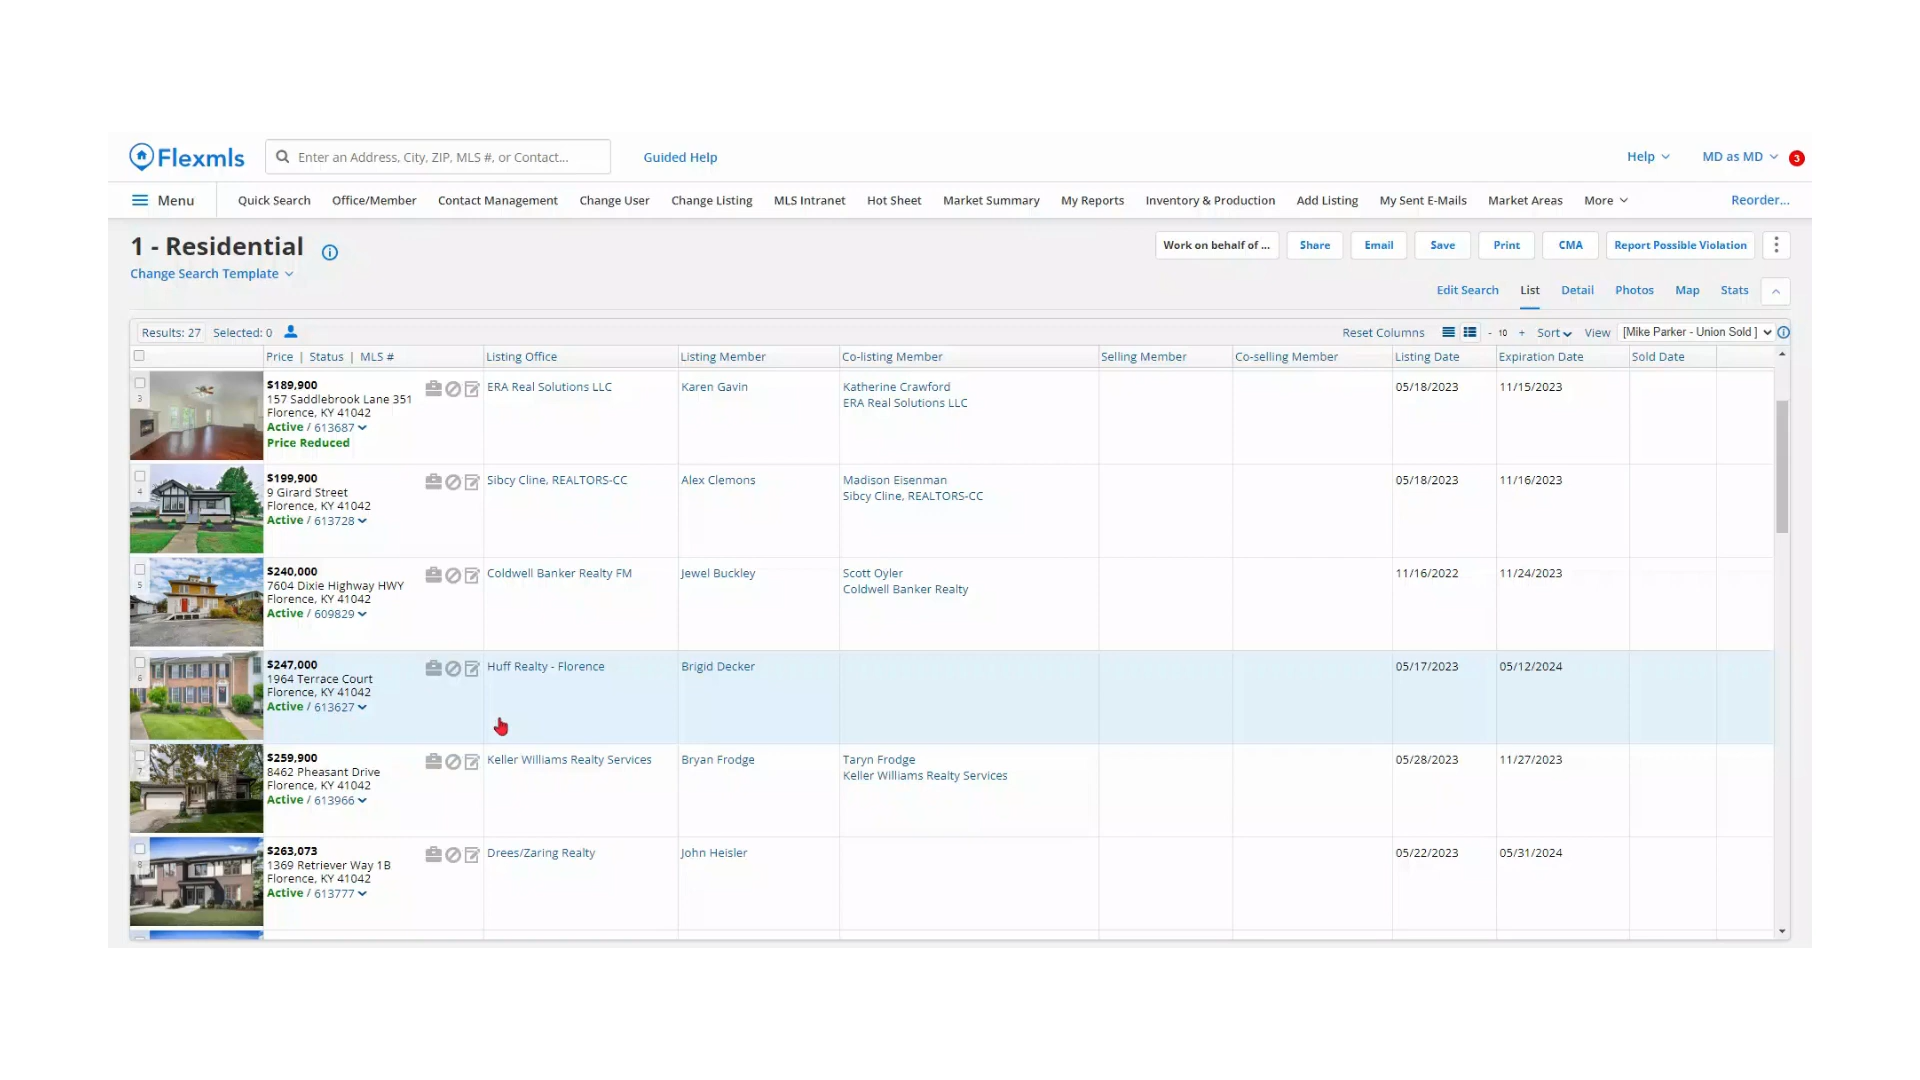 Flexmls
Enter an Address, City, ZIP, MLS #, or Contact...
Guided Help
Help
MD as MD
3
Menu
Quick Search
Office/Member
Contact Management
Change User
Change Listing
MLS Intranet
Hot Sheet
Market Summary
My Reports
Inventory & Production
Add Listing
My Sent E-Mails
Market Areas
More
Reorder...
1 - Residential
Change Search Template
Work on behalf of ...
Share
Email
Save
Print
CMA
Report Possible Violation
Edit Search
List
Detail
Photos
Map
Stats
Results: 27
Selected: 0
Reset Columns
- 10 +
Sort
View
[Mike Parker - Union Sold ]
Price | Status | MLS #
Listing Office
Listing Member
Co-listing Member
Selling Member
Co-selling Member
Listing Date
Expiration Date
Sold Date
3
$189,900
157 Saddlebrook Lane 351
Florence, KY 41042
Active / 613687
Price Reduced
ERA Real Solutions LLC
Karen Gavin
Katherine Crawford
ERA Real Solutions LLC
05/18/2023
11/15/2023
4
$199,900
9 Girard Street
Florence, KY 41042
Active / 613728
Sibcy Cline, REALTORS-CC
Alex Clemons
Madison Eisenman
Sibcy Cline, REALTORS-CC
05/18/2023
11/16/2023
5
$240,000
7604 Dixie Highway HWY
Florence, KY 41042
Active / 609829
Coldwell Banker Realty FM
Jewel Buckley
Scott Oyler
Coldwell Banker Realty
11/16/2022
11/24/2023
6
$247,000
1964 Terrace Court
Florence, KY 41042
Active / 613627
Huff Realty - Florence
Brigid Decker
05/17/2023
05/12/2024
7
$259,900
8462 Pheasant Drive
Florence, KY 41042
Active / 613966
Keller Williams Realty Services
Bryan Frodge
Taryn Frodge
Keller Williams Realty Services
05/28/2023
11/27/2023
8
$263,073
1369 Retriever Way 1B
Florence, KY 41042
Active / 613777
Drees/Zaring Realty
John Heisler
05/22/2023
05/31/2024